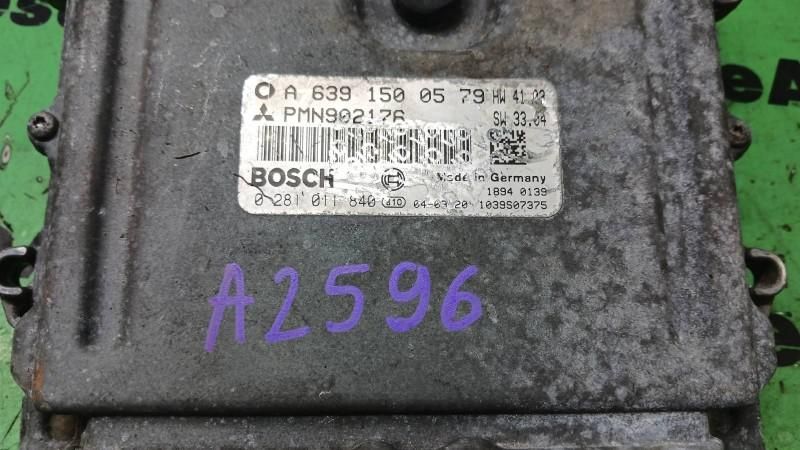 A 639 150 05 79 HW 41.03
PMN902176 SW 33.04
BOSCH Made in Germany
1894 0139
0 281 011 840 d10 04-03-20 1039S07375
A2596